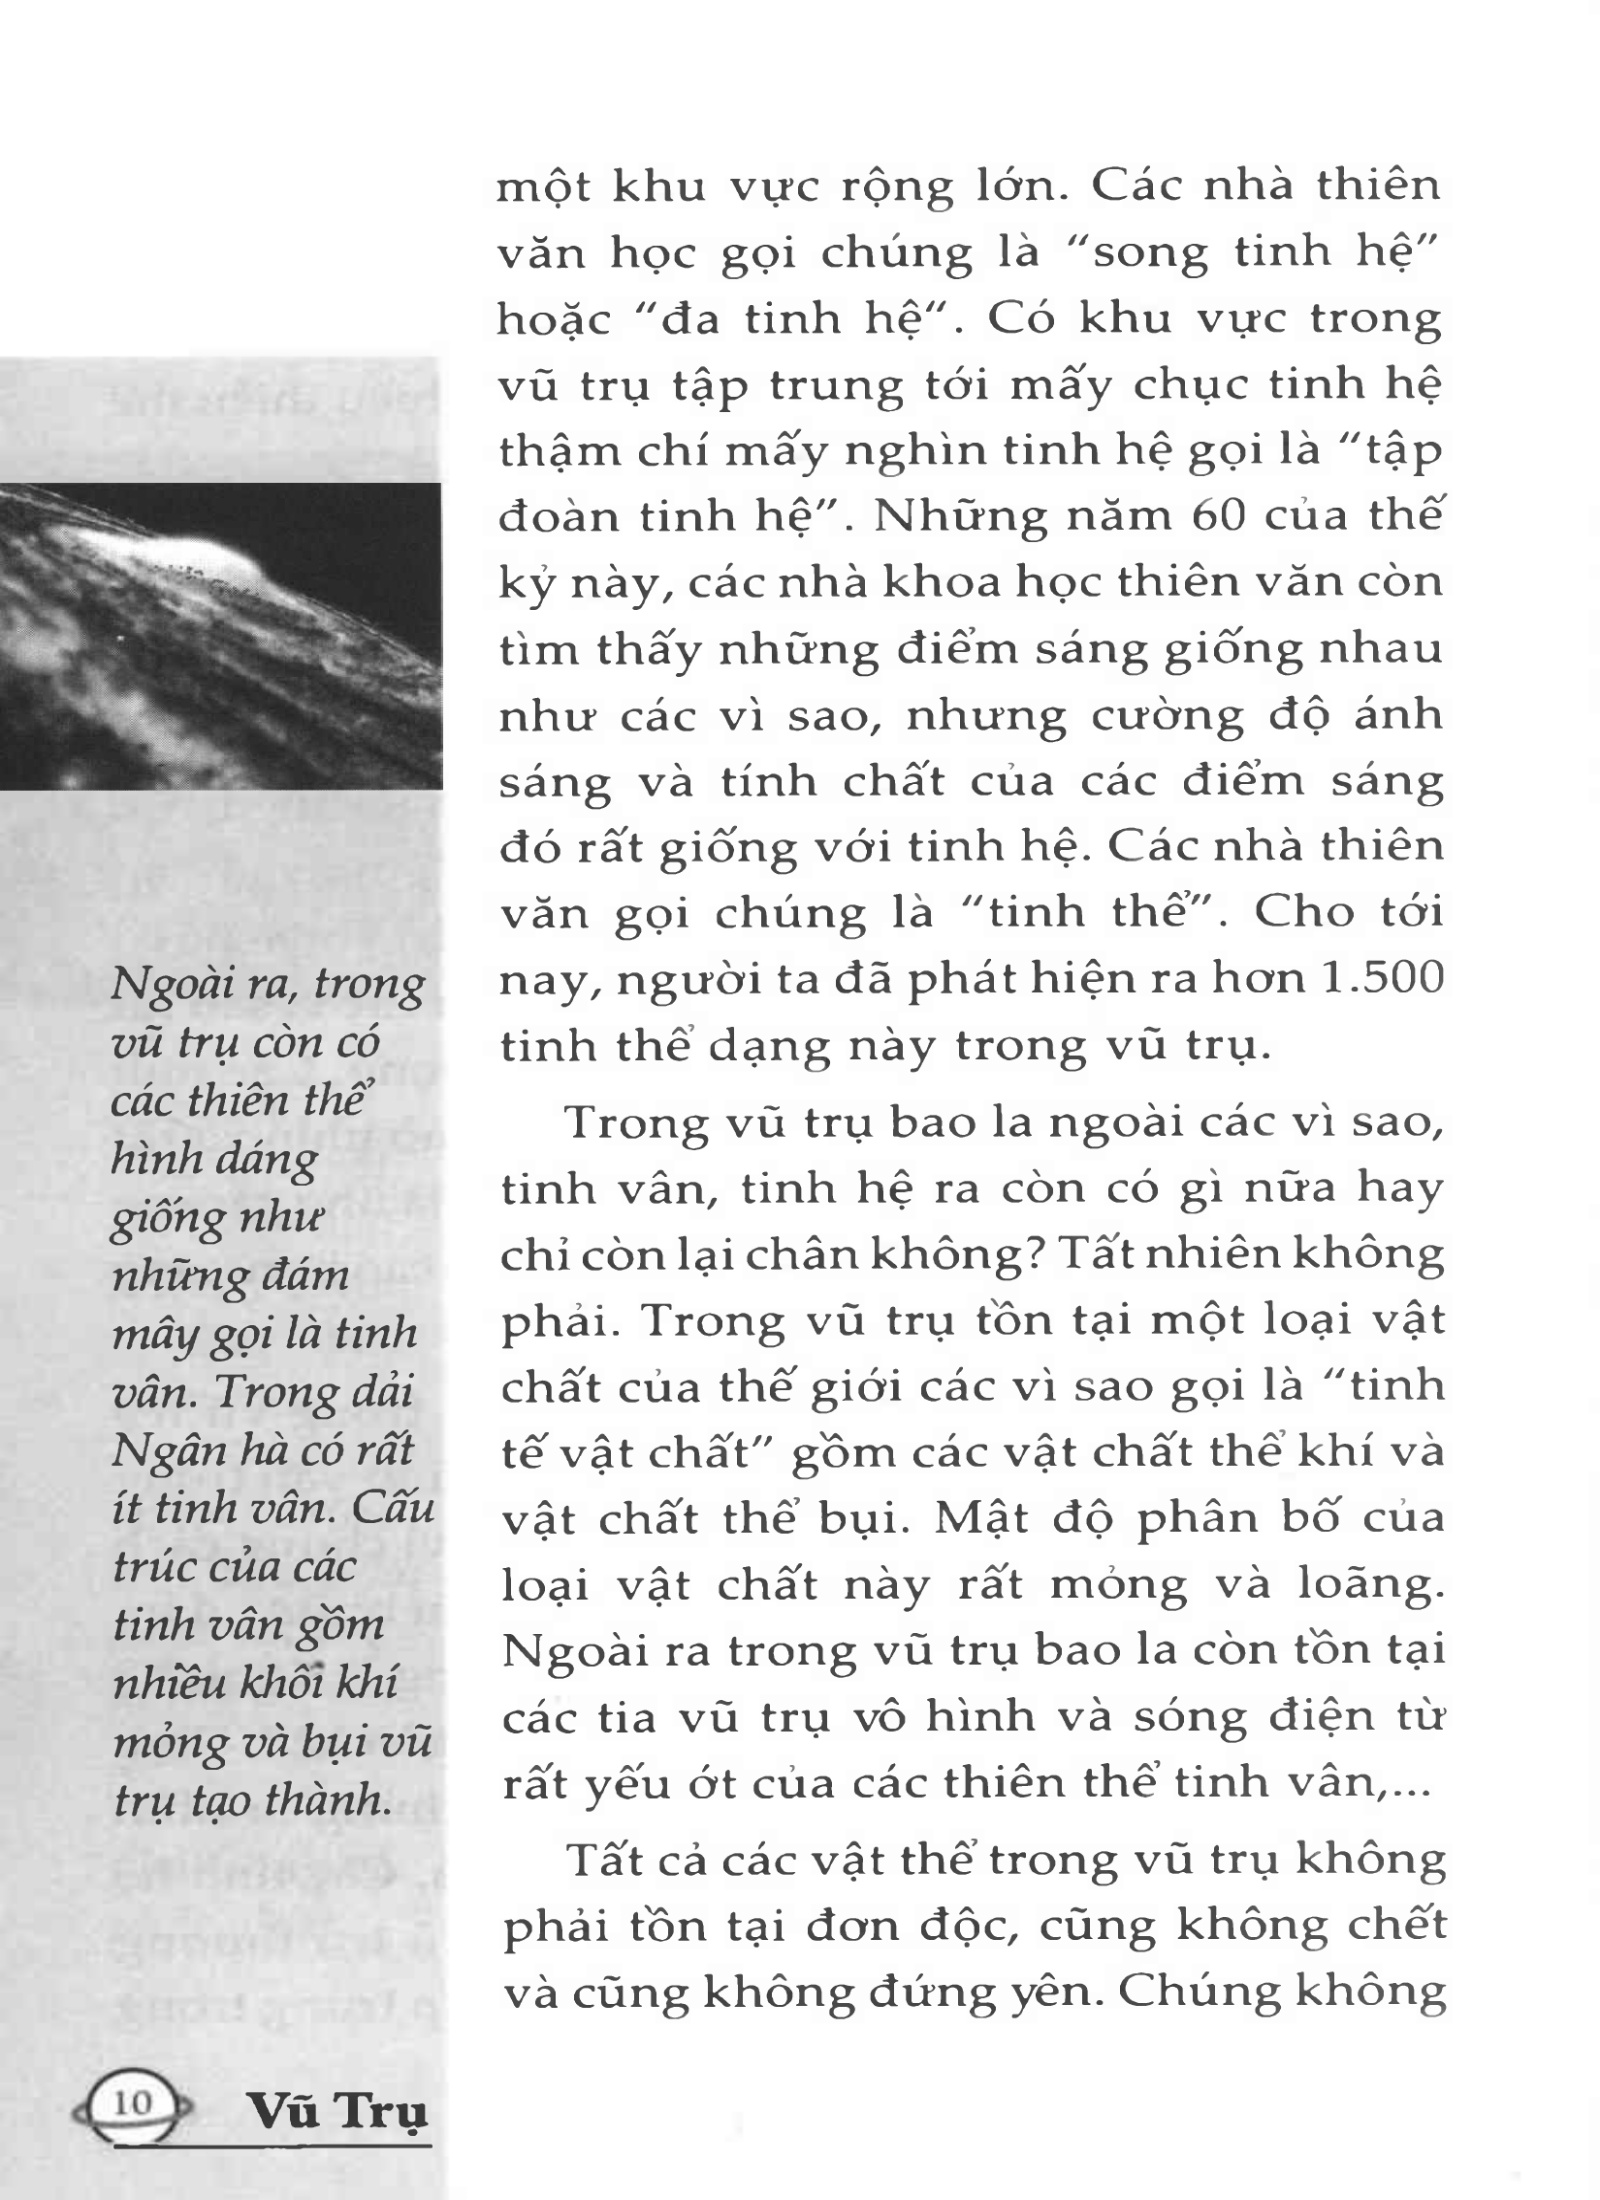 một khu vực rộng lớn. Các nhà thiên
văn học gọi chúng là "song tinh hệ"
hoặc "đa tinh hệ". Có khu vực trong
vũ trụ tập trung tới mấy chục tinh hệ
thậm chí mấy nghìn tinh hệ gọi là "tập
đoàn tinh hệ". Những năm 60 của thế
kỷ này, các nhà khoa học thiên văn còn
tìm thấy những điểm sáng giống nhau
như các vì sao, nhưng cường độ ánh
sáng và tính chất của các điểm sáng
đó rất giống với tinh hệ. Các nhà thiên
văn gọi chúng là "tinh thể". Cho tới
nay, người ta đã phát hiện ra hơn 1.500
tinh thể dạng này trong vũ trụ.
Trong vũ trụ bao la ngoài các vì sao,
tinh vân, tinh hệ ra còn có gì nữa hay
chỉ còn lại chân không? Tất nhiên không
phải. Trong vũ trụ tồn tại một loại vật
chất của thế giới các vì sao gọi là "tinh
tế vật chất" gồm các vật chất thể khí và
vật chất thể bụi. Mật độ phân bố của
loại vật chất này rất mỏng và loãng.
Ngoài ra trong vũ trụ bao la còn tồn tại
các tia vũ trụ vô hình và sóng điện từ
rất yếu ớt của các thiên thể tinh vân,...
Tất cả các vật thể trong vũ trụ không
phải tồn tại đơn độc, cũng không chết
và cũng không đứng yên. Chúng không
Ngoài ra, trong
vũ trụ còn có
các thiên thể
hình dáng
giống như
những đám
mây gọi là tinh
vân. Trong dải
Ngân hà có rất
ít tinh vân. Cấu
trúc của các
tinh vân gồm
nhiều khối khí
mỏng và bụi vũ
trụ tạo thành.
10 Vũ Trụ